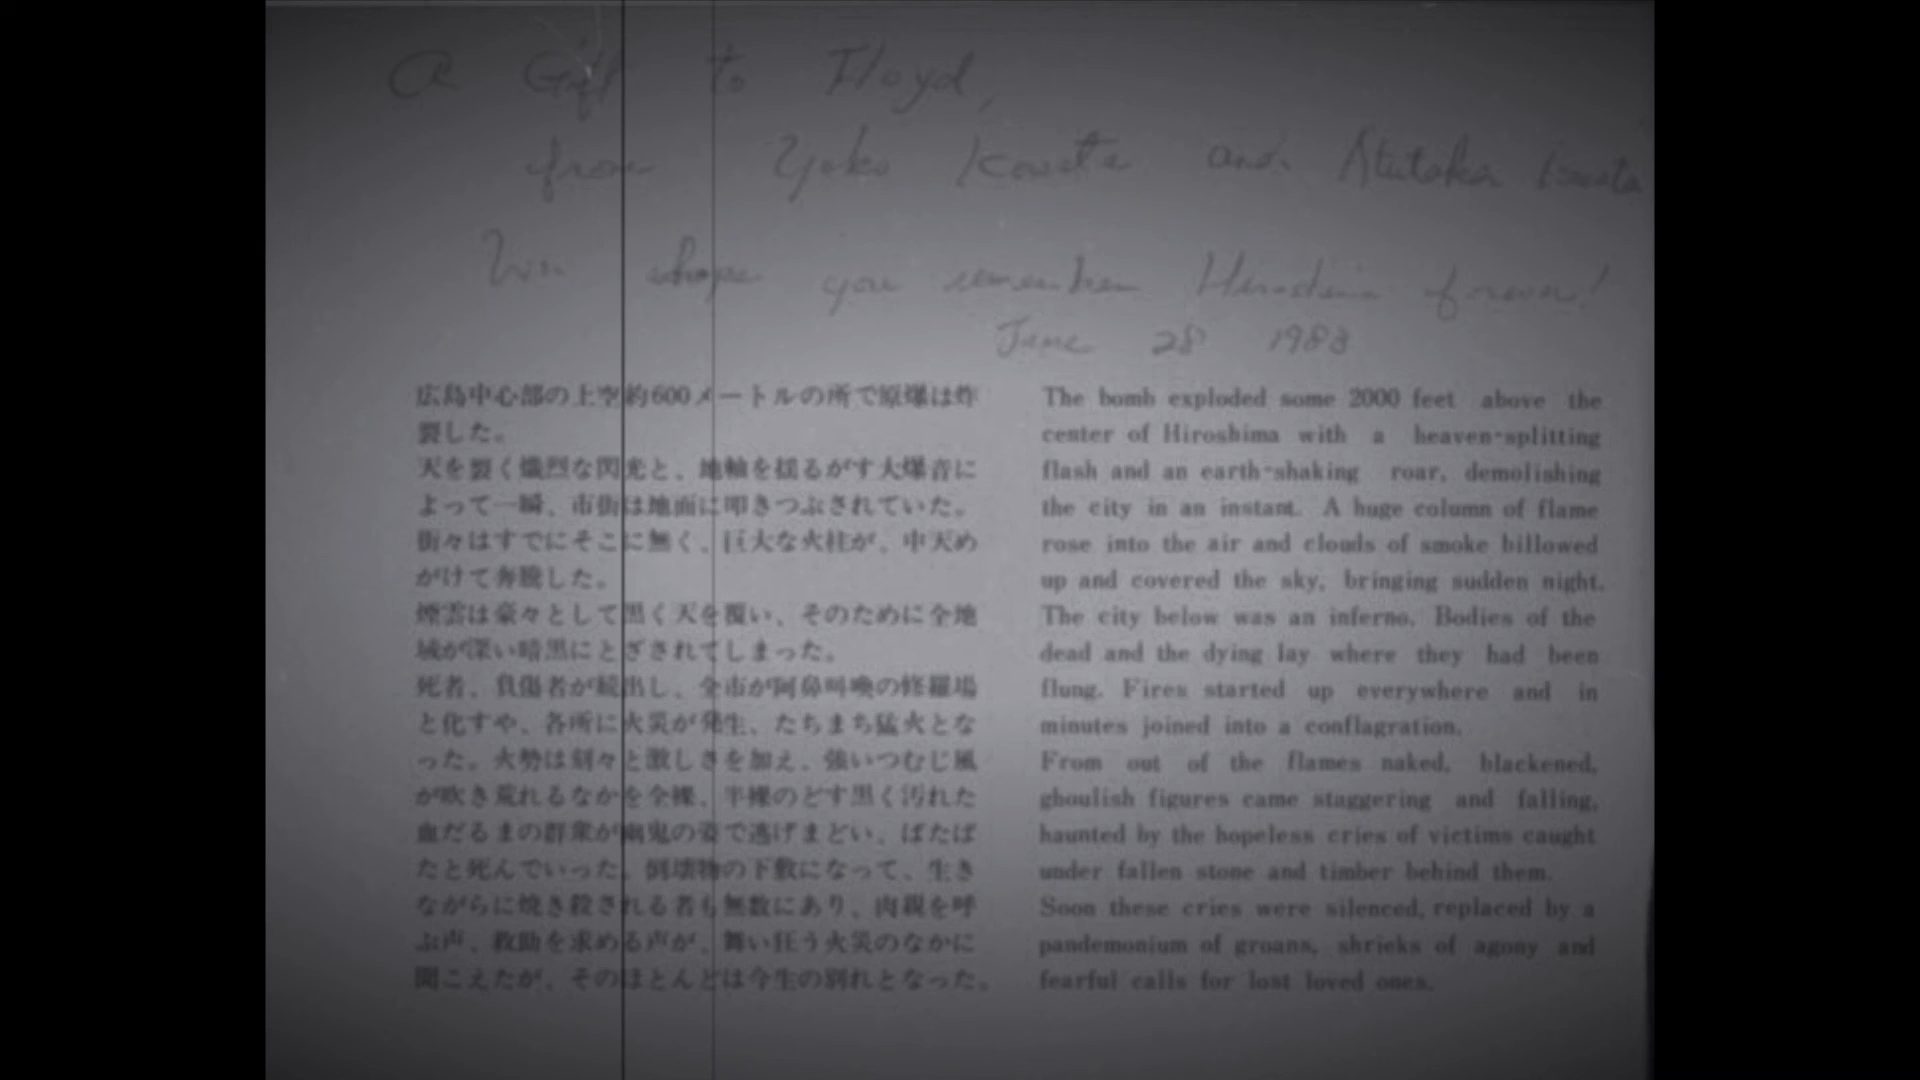 A Gift to Floyd,
from Yoko and
you remember Hiroshima forever!
June 28 1983
広島中心部の上空約600メートルの所で原爆は炸
裂した。
天を裂く熾烈な閃光と、地軸を揺るがす大爆音に
よって一瞬、市街は地面に叩きつぶされていた。
街々はすでにそこに無く、巨大な火柱が、中天め
がけて奔騰した。
煙雲は豪々として黒く天を覆い、そのために全地
域が深い暗黒にとざされてしまった。
死者、負傷者が続出し、全市が阿鼻叫喚の修羅場
と化すや、各所に火災が発生、たちまち猛火とな
った。火勢は刻々と激しさを加え、強いつむじ風
が吹き荒れるなかを全裸、半裸のどす黒く汚れた
血だるまの群衆が幽鬼の姿で逃げまどい、ばたば
たと死んでいった。倒壊物の下敷になって、生き
ながらに焼き殺される者も無数にあり、肉親を呼
ぶ声、救助を求める声が、舞い狂う火災のなかに
聞こえたが、そのほとんどは今生の別れとなった。
The bomb exploded some 2000 feet above the
center of Hiroshima with a heaven-splitting
flash and an earth-shaking roar, demolishing
the city in an instant. A huge column of flame
rose into the air and clouds of smoke billowed
up and covered the sky, bringing sudden night.
The city below was an inferno. Bodies of the
dead and the dying lay where they had been
flung. Fires started up everywhere and in
minutes joined into a conflagration.
From out of the flames naked, blackened,
ghoulish figures came staggering and falling,
haunted by the hopeless cries of victims caught
under fallen stone and timber behind them.
Soon these cries were silenced, replaced by a
pandemonium of groans, shrieks of agony and
fearful calls for lost loved ones.